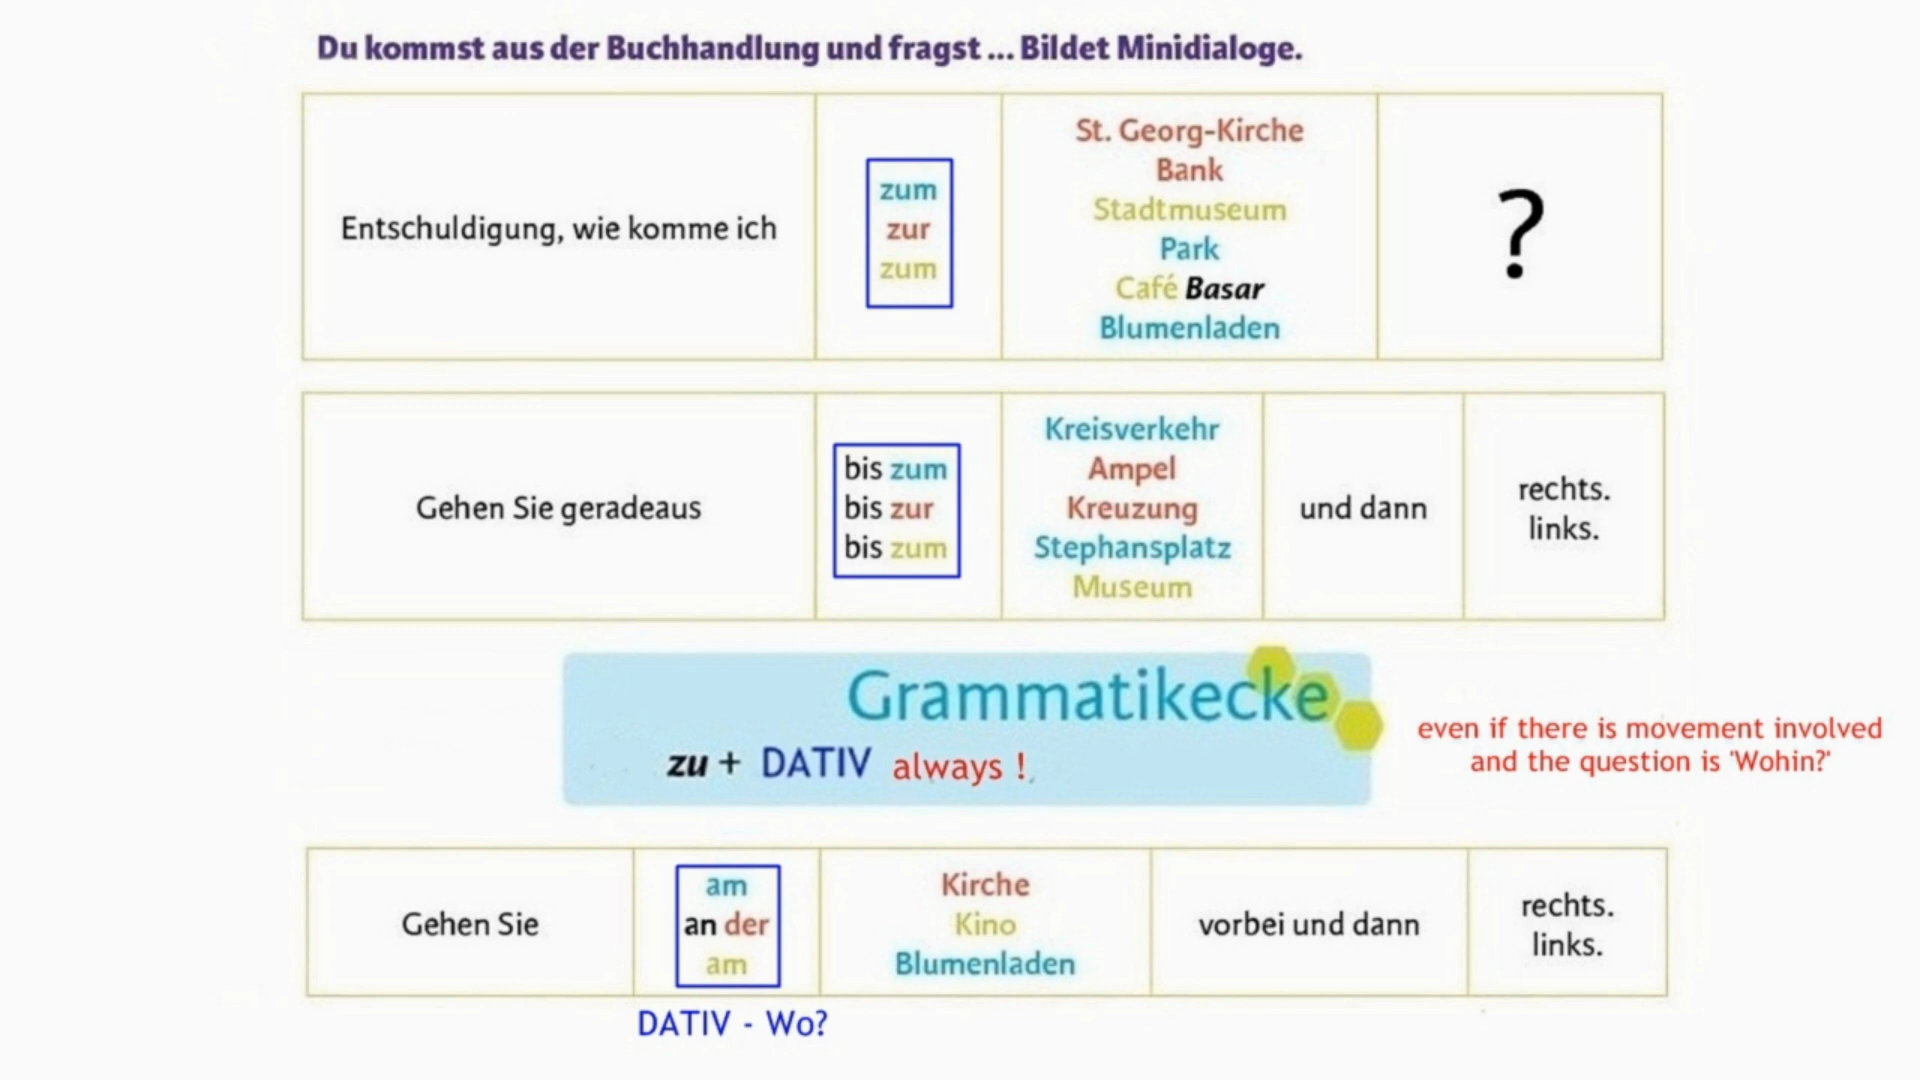 Du kommst aus der Buchhandlung und fragst ... Bildet Minidialoge.
Entschuldigung, wie komme ich
zum
zur
zum
St. Georg-Kirche
Bank
Stadtmuseum
Park
Café Basar
Blumenladen
?
Gehen Sie geradeaus
bis zum
bis zur
bis zum
Kreisverkehr
Ampel
Kreuzung
Stephansplatz
Museum
und dann
rechts.
links.
Grammatikecke
zu + DATIV always !
even if there is movement involved
and the question is 'Wohin?'
Gehen Sie
am
an der
am
Kirche
Kino
Blumenladen
vorbei und dann
rechts.
links.
DATIV - Wo?